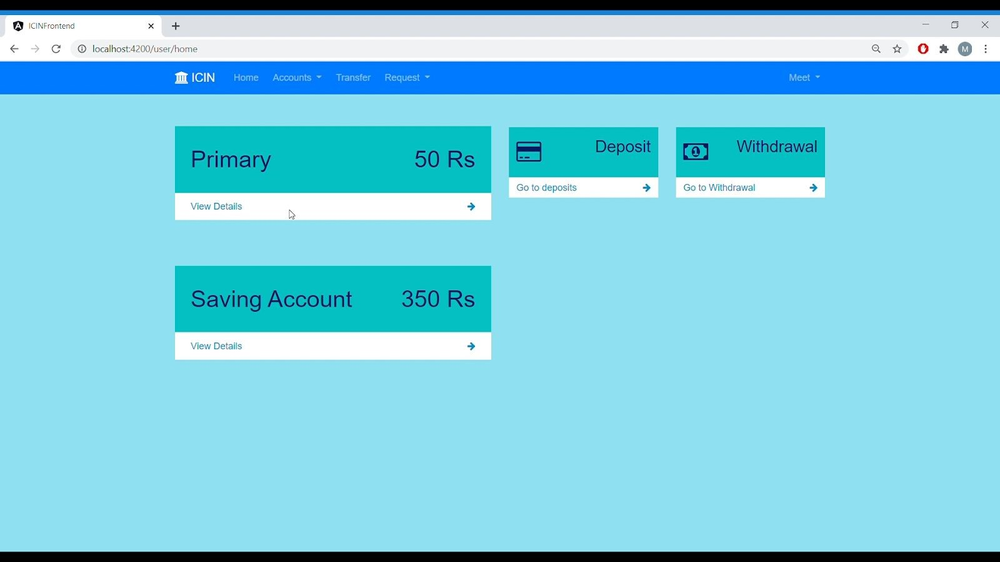 ICINFrontend
localhost:4200/user/home
M
ICIN Home Accounts Transfer Request Meet
Primary 50 Rs
View Details
Deposit
Go to deposits
1
Withdrawal
Go to Withdrawal
Saving Account 350 Rs
View Details